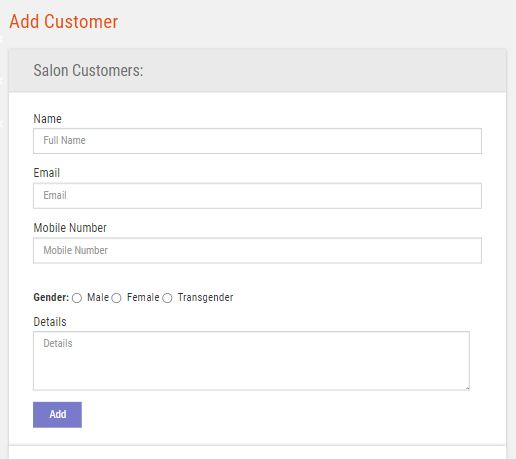 Add Customer
Salon Customers:
Name
Full Name
Email
Email
Mobile Number
Mobile Number
Gender: Male Female Transgender
Details
Details
Add